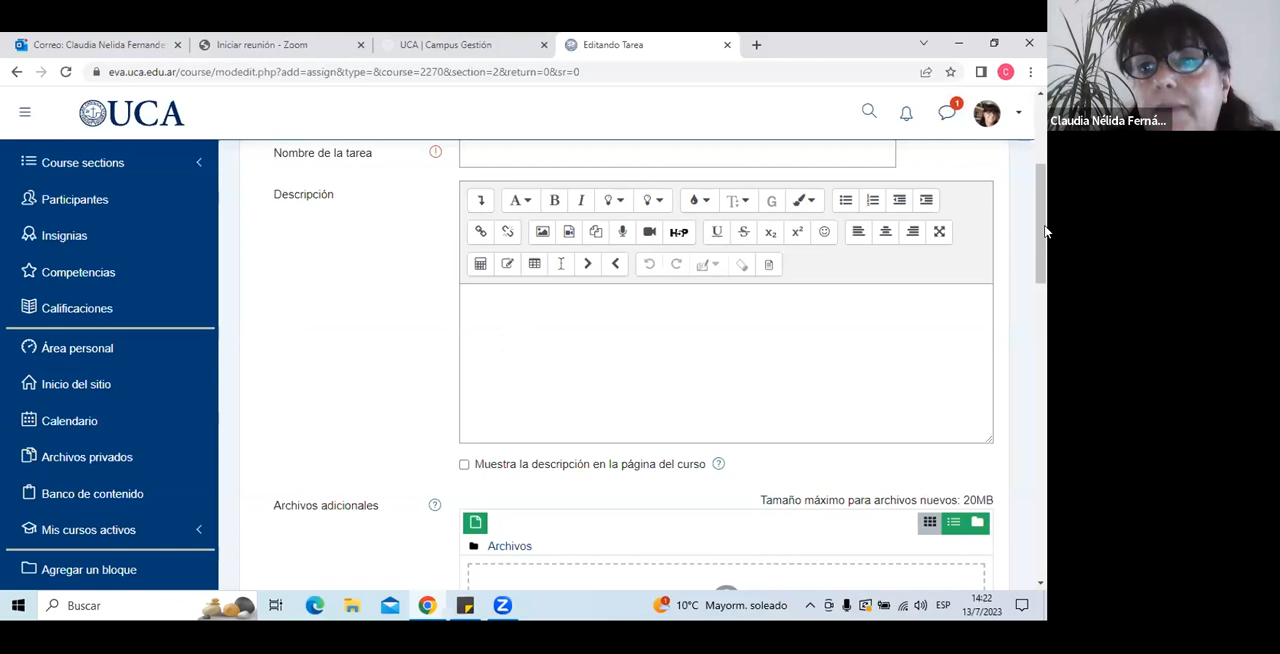 Correo: Claudia Nelida Fernande
Iniciar reunión - Zoom
UCA | Campus Gestión
Editando Tarea
eva.uca.edu.ar/course/modedit.php?add=assign&type=&course=2270&section=2&return=0&sr=0
C
Claudia Nélida Ferná...
UCA
1
Course sections
Participantes
Insignias
Competencias
Calificaciones
Área personal
Inicio del sitio
Calendario
Archivos privados
Banco de contenido
Mis cursos activos
Agregar un bloque
Nombre de la tarea
Descripción
A B I G
H-P U S x₂ x²
Muestra la descripción en la página del curso
Archivos adicionales
Tamaño máximo para archivos nuevos: 20MB
Archivos
Buscar
10°C Mayorm. soleado
ESP
14:22
13/7/2023